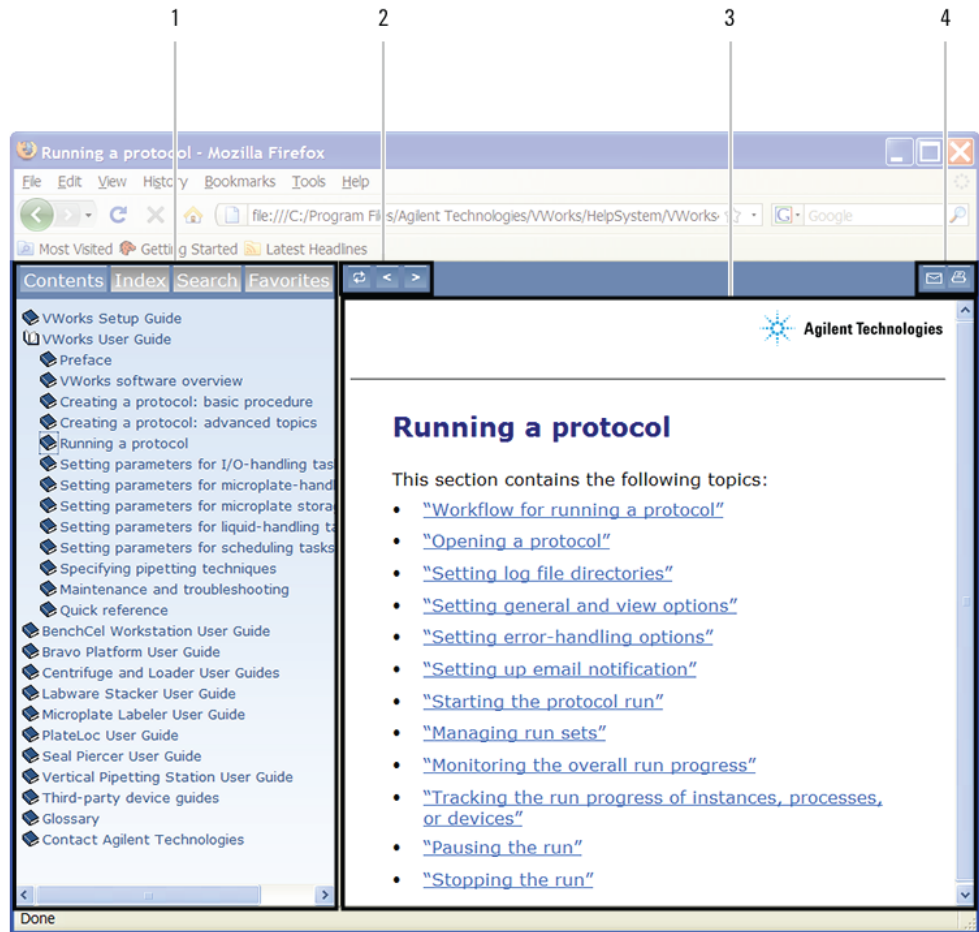 1 2 3 4
Running a protocol - Mozilla Firefox
File Edit View History Bookmarks Tools Help
file:///C:/Program Files/Agilent Technologies/VWorks/HelpSystem/VWorks- G Google
Most Visited Getting Started Latest Headlines
Contents Index Search Favorites < >
VWorks Setup Guide
VWorks User Guide
Preface
VWorks software overview
Creating a protocol: basic procedure
Creating a protocol: advanced topics
Running a protocol
Setting parameters for I/O-handling tas
Setting parameters for microplate-handl
Setting parameters for microplate stora
Setting parameters for liquid-handling ta
Setting parameters for scheduling tasks
Specifying pipetting techniques
Maintenance and troubleshooting
Quick reference
BenchCel Workstation User Guide
Bravo Platform User Guide
Centrifuge and Loader User Guides
Labware Stacker User Guide
Microplate Labeler User Guide
PlateLoc User Guide
Seal Piercer User Guide
Vertical Pipetting Station User Guide
Third-party device guides
Glossary
Contact Agilent Technologies
Agilent Technologies
Running a protocol
This section contains the following topics:
• “Workflow for running a protocol”
• “Opening a protocol”
• “Setting log file directories”
• “Setting general and view options”
• “Setting error-handling options”
• “Setting up email notification”
• “Starting the protocol run”
• “Managing run sets”
• “Monitoring the overall run progress”
• “Tracking the run progress of instances, processes,
or devices”
• “Pausing the run”
• “Stopping the run”
Done